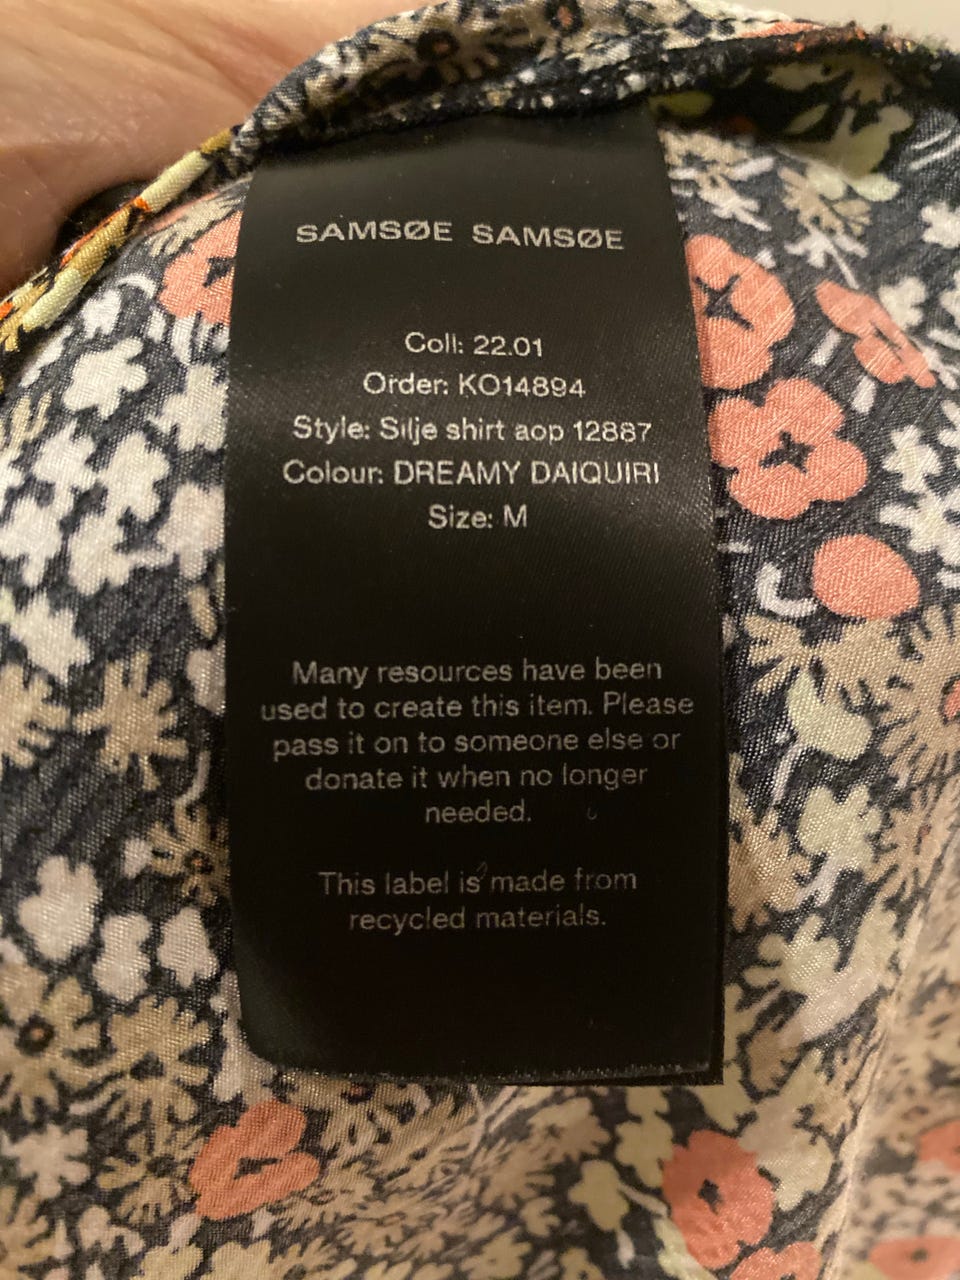 SAMSØE SAMSØE
Coll: 22.01
Order: KO14894
Style: Silje shirt aop 12887
Colour: DREAMY DAIQUIRI
Size: M
Many resources have been
used to create this item. Please
pass it on to someone else or
donate it when no longer
needed.
This label is made from
recycled materials.